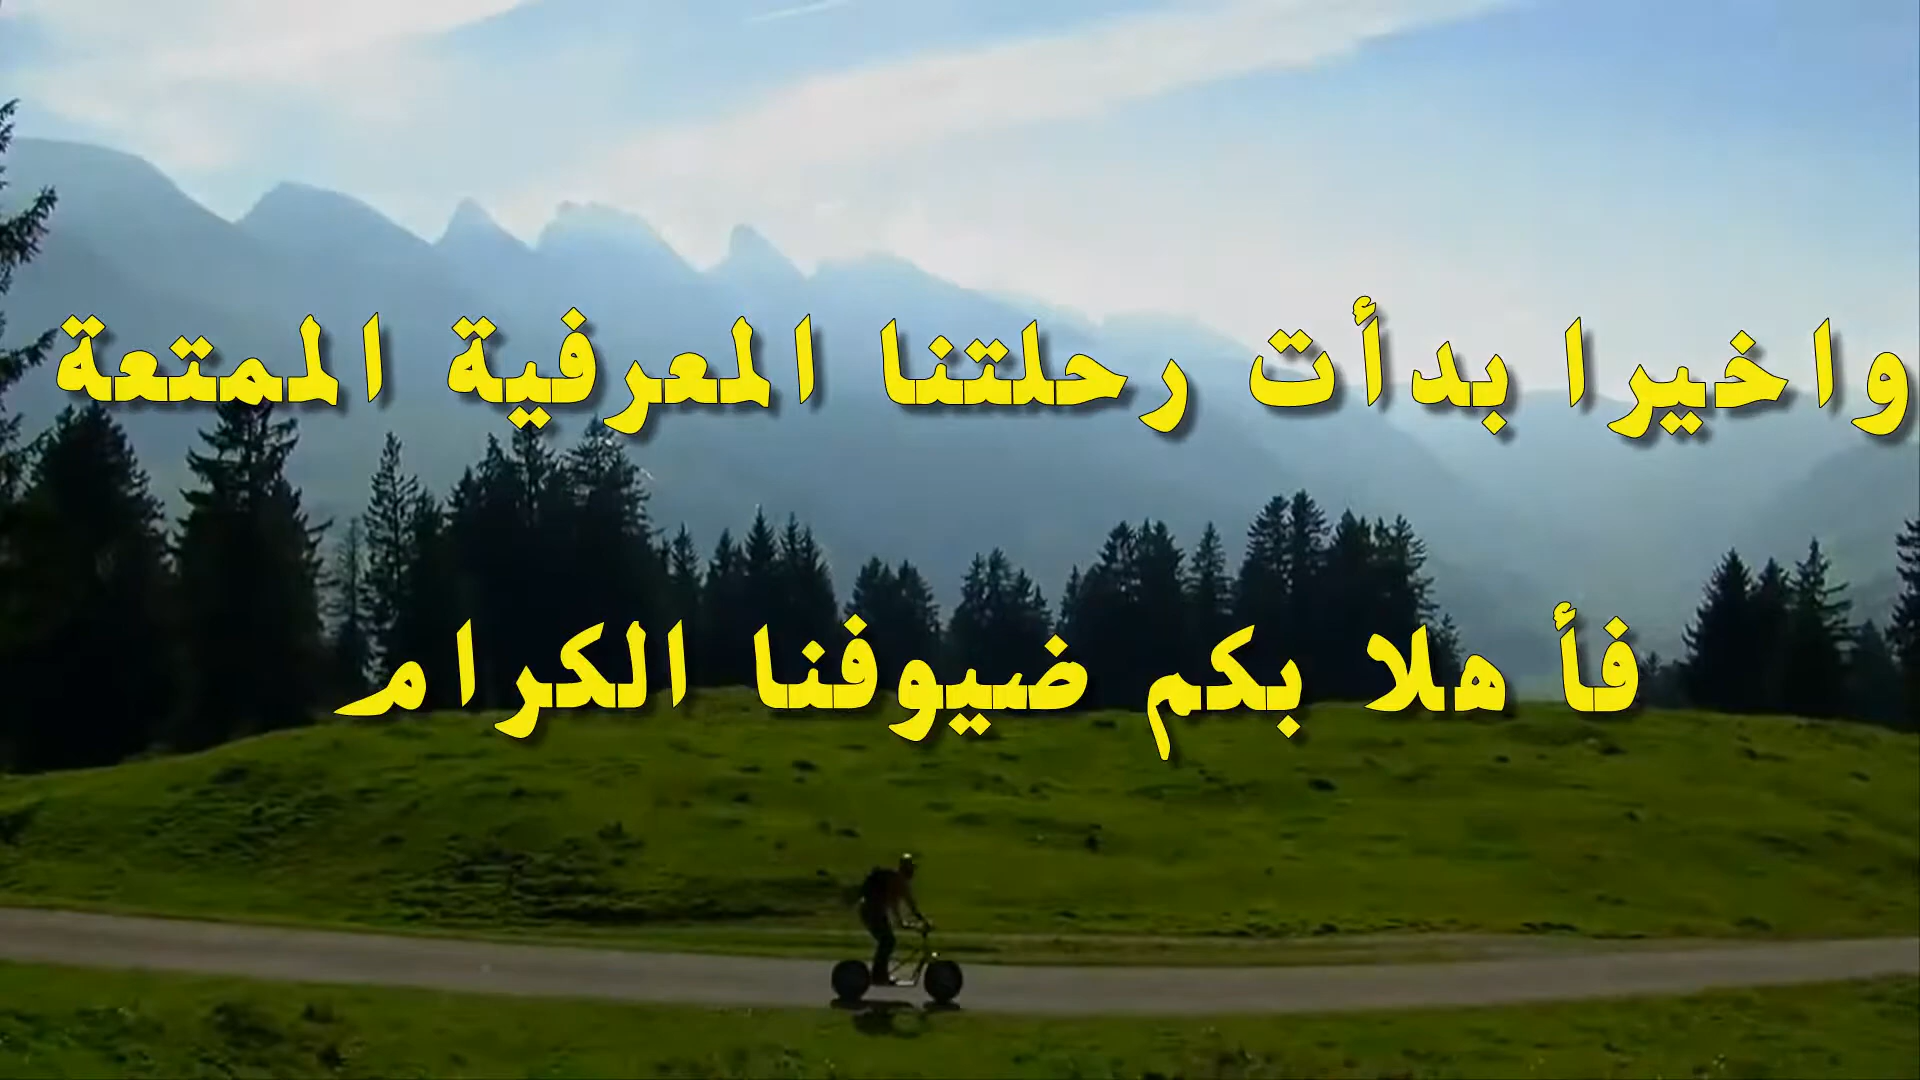 واخيرا بدأت رحلتنا المعرفية الممتعة
فأ هلا بكم ضيوفنا الكرام